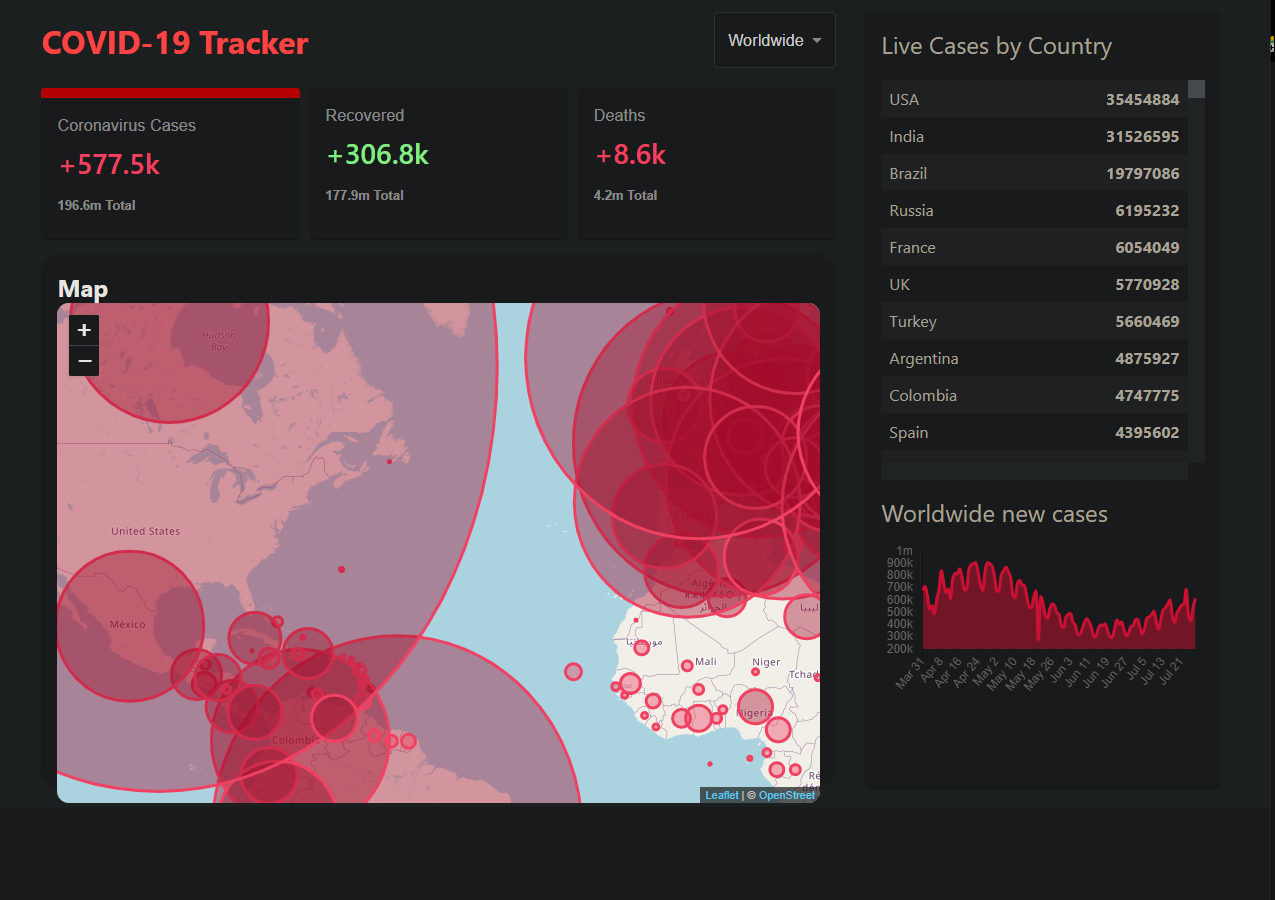 COVID-19 Tracker
Worldwide
Coronavirus Cases
+577.5k
196.6m Total
Recovered
+306.8k
177.9m Total
Deaths
+8.6k
4.2m Total
Map
+
−
Hudson
Bay
United States
México
Colombia
Mali
Niger
Nigeria
ليبيا
Leaflet | © OpenStreet
Live Cases by Country
USA 35454884
India 31526595
Brazil 19797086
Russia 6195232
France 6054049
UK 5770928
Turkey 5660469
Argentina 4875927
Colombia 4747775
Spain 4395602
Worldwide new cases
1m
900k
800k
700k
600k
500k
400k
300k
200k
Mar 31
Apr 8
Apr 16
Apr 24
May 2
May 10
May 18
May 26
Jun 3
Jun 11
Jun 19
Jun 27
Jul 5
Jul 13
Jul 21